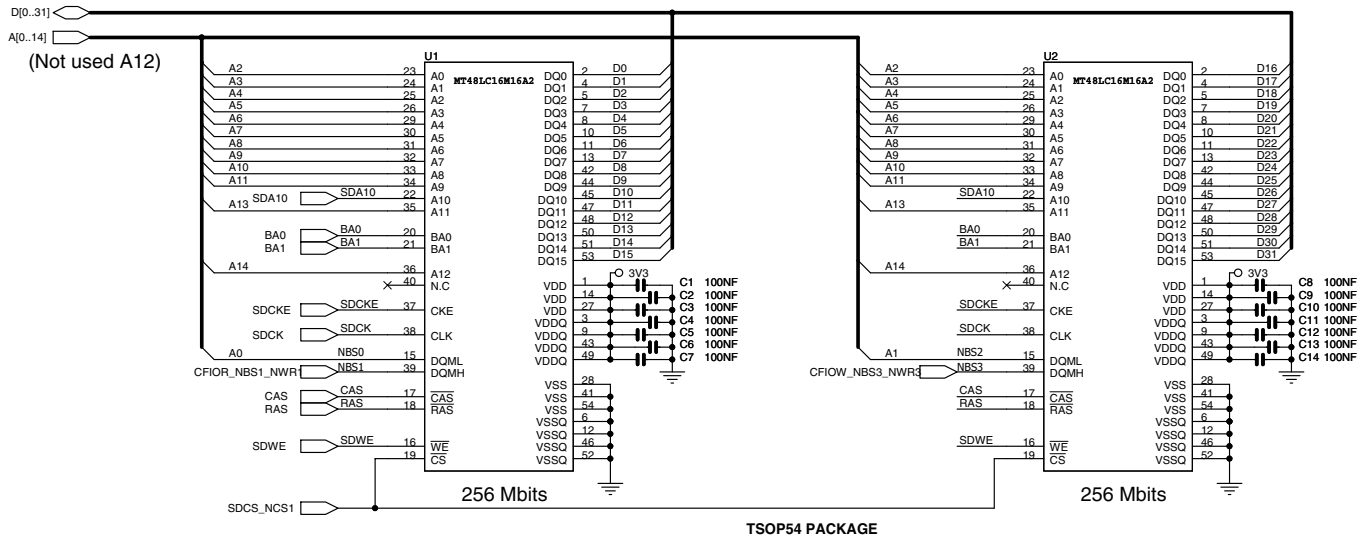 D[0..31]
A[0..14]
(Not used A12)
U1
MT48LC16M16A2
A2 23 A0 DQ0 2 D0
A3 24 A1 DQ1 4 D1
A4 25 A2 DQ2 5 D2
A5 26 A3 DQ3 7 D3
A6 29 A4 DQ4 8 D4
A7 30 A5 DQ5 10 D5
A8 31 A6 DQ6 11 D6
A9 32 A7 DQ7 13 D7
A10 33 A8 DQ8 42 D8
A11 34 A9 DQ9 44 D9
SDA10 SDA10 22 A10 DQ10 45 D10
A13 35 A11 DQ11 47 D11
DQ12 48 D12
BA0 BA0 20 BA0 DQ13 50 D13
BA1 BA1 21 BA1 DQ14 51 D14
DQ15 53 D15
A14 36 A12 3V3
40 N.C VDD 1 C1 100NF
VDD 14 C2 100NF
SDCKE SDCKE 37 CKE VDD 27 C3 100NF
VDDQ 3 C4 100NF
SDCK SDCK 38 CLK VDDQ 9 C5 100NF
VDDQ 43 C6 100NF
A0 NBS0 15 DQML VDDQ 49 C7 100NF
CFIOR_NBS1_NWR1 NBS1 39 DQMH
VSS 28
CAS CAS 17 CAS VSS 41
RAS RAS 18 RAS VSS 54
VSSQ 6
VSSQ 12
SDWE SDWE 16 WE VSSQ 46
19 CS VSSQ 52
256 Mbits
SDCS_NCS1
U2
MT48LC16M16A2
A2 23 A0 DQ0 2 D16
A3 24 A1 DQ1 4 D17
A4 25 A2 DQ2 5 D18
A5 26 A3 DQ3 7 D19
A6 29 A4 DQ4 8 D20
A7 30 A5 DQ5 10 D21
A8 31 A6 DQ6 11 D22
A9 32 A7 DQ7 13 D23
A10 33 A8 DQ8 42 D24
A11 34 A9 DQ9 44 D25
SDA10 22 A10 DQ10 45 D26
A13 35 A11 DQ11 47 D27
DQ12 48 D28
BA0 20 BA0 DQ13 50 D29
BA1 21 BA1 DQ14 51 D30
DQ15 53 D31
A14 36 A12 3V3
40 N.C VDD 1 C8 100NF
VDD 14 C9 100NF
SDCKE 37 CKE VDD 27 C10 100NF
VDDQ 3 C11 100NF
SDCK 38 CLK VDDQ 9 C12 100NF
VDDQ 43 C13 100NF
A1 NBS2 15 DQML VDDQ 49 C14 100NF
CFIOW_NBS3_NWR3 NBS3 39 DQMH
VSS 28
CAS 17 CAS VSS 41
RAS 18 RAS VSS 54
VSSQ 6
VSSQ 12
SDWE 16 WE VSSQ 46
19 CS VSSQ 52
256 Mbits
TSOP54 PACKAGE